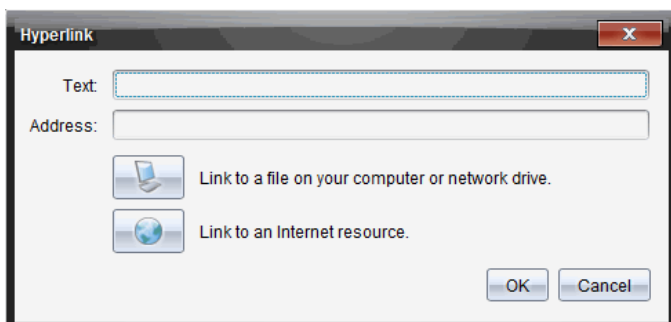 Hyperlink
Text:
Address:
Link to a file on your computer or network drive.
Link to an Internet resource.
OK Cancel